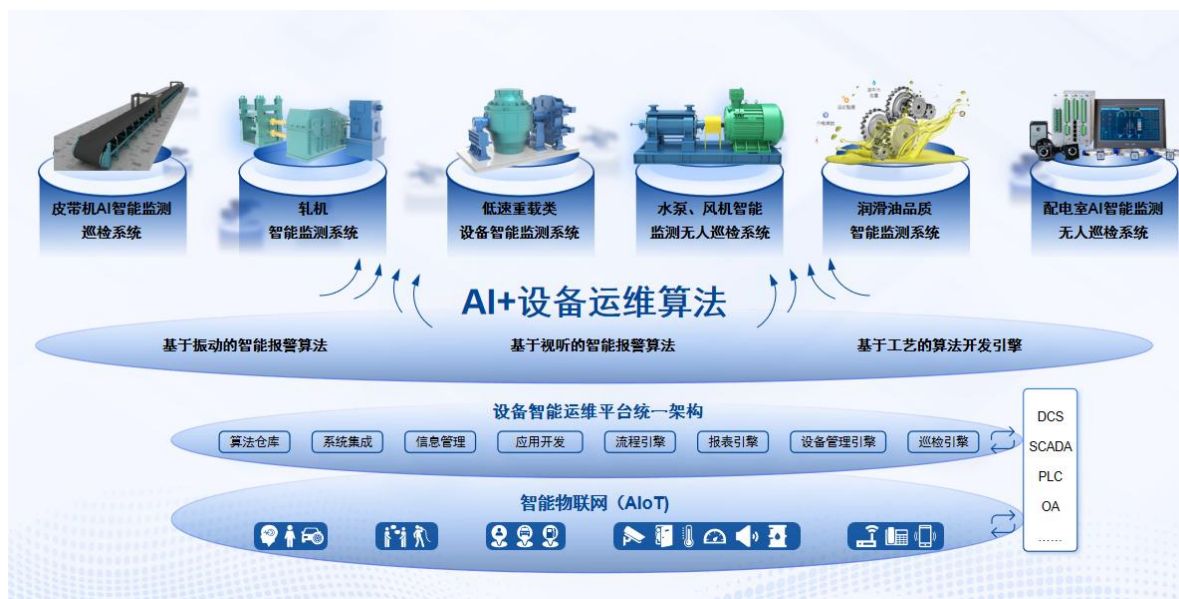 皮带机AI智能监测
巡检系统
轧机
智能监测系统
低速重载类
设备智能监测系统
水泵、风机智能
监测无人巡检系统
润滑油品质
智能监测系统
配电室AI智能监测
无人巡检系统
AI+设备运维算法
基于振动的智能报警算法
基于视听的智能报警算法
基于工艺的算法开发引擎
设备智能运维平台统一架构
算法仓库
系统集成
信息管理
应用开发
流程引擎
报表引擎
设备管理引擎
巡检引擎
智能物联网（AIoT)
DCS
SCADA
PLC
OA
......